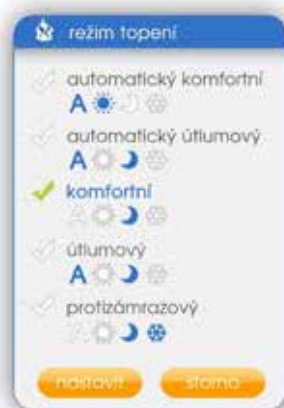 režim topení
automatický komfortní
A
automatický útlumový
A
komfortní
A
útlumový
A
protizámrazový
A
nastavit
storno